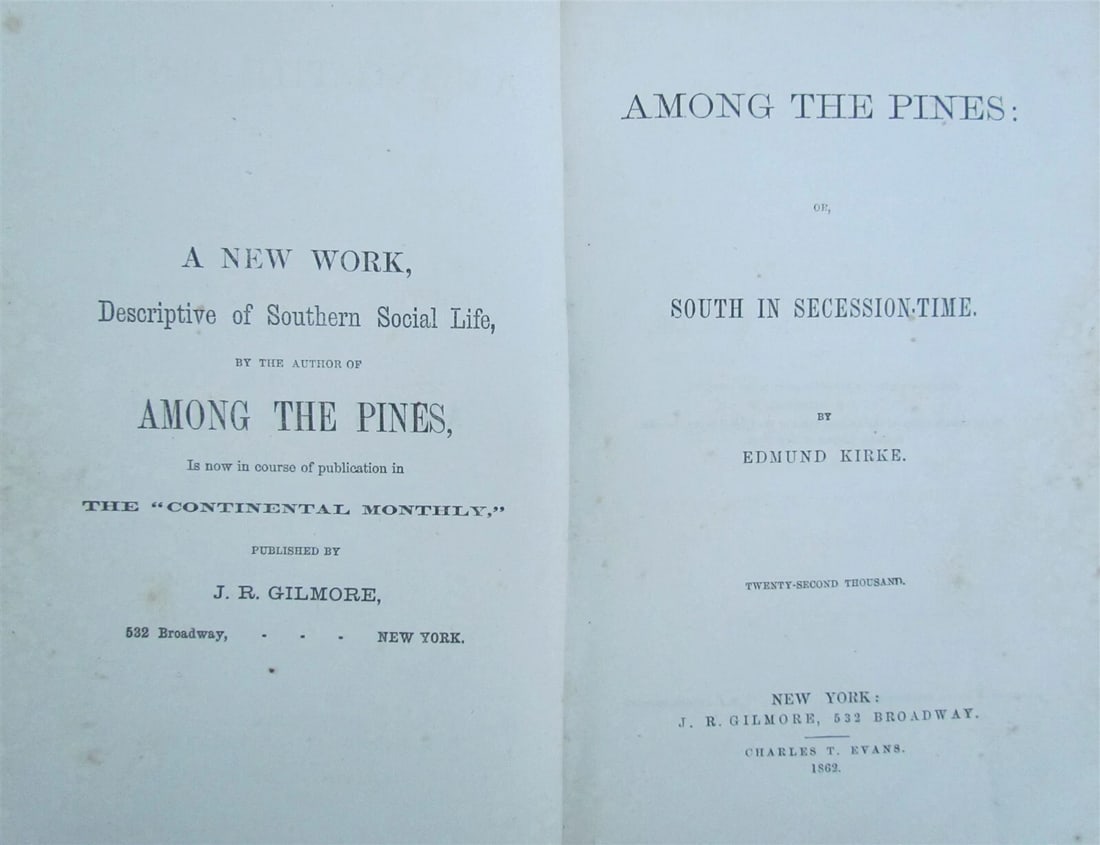 A NEW WORK,
Descriptive of Southern Social Life,
BY THE AUTHOR OF
AMONG THE PINES,
Is now in course of publication in
THE "CONTINENTAL MONTHLY,"
PUBLISHED BY
J. R. GILMORE,
532 Broadway, - - - NEW YORK.
AMONG THE PINES:
OR,
SOUTH IN SECESSION-TIME.
BY
EDMUND KIRKE.
TWENTY-SECOND THOUSAND.
NEW YORK:
J. R. GILMORE, 532 BROADWAY.
CHARLES T. EVANS.
1862.